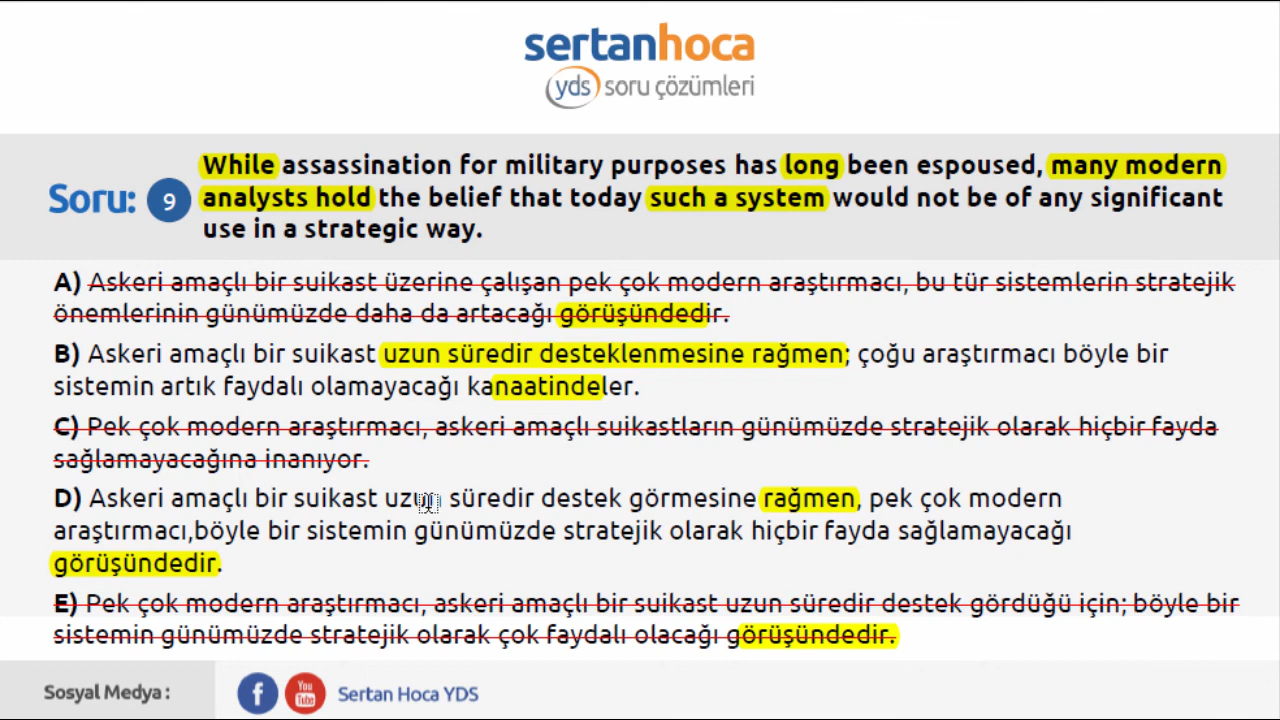 sertanhoca
yds soru çözümleri
While assassination for military purposes has long been espoused, many modern
Soru: 9 analysts hold the belief that today such a system would not be of any significant
use in a strategic way.
A) Askeri amaçlı bir suikast üzerine çalışan pek çok modern araştırmacı, bu tür sistemlerin stratejik
önemlerinin günümüzde daha da artacağı görüşündedir.
B) Askeri amaçlı bir suikast uzun süredir desteklenmesine rağmen; çoğu araştırmacı böyle bir
sistemin artık faydalı olamayacağı kanaatindeler.
C) Pek çok modern araştırmacı, askeri amaçlı suikastların günümüzde stratejik olarak hiçbir fayda
sağlamayacağına inanıyor.
D) Askeri amaçlı bir suikast uzun süredir destek görmesine rağmen, pek çok modern
araştırmacı,böyle bir sistemin günümüzde stratejik olarak hiçbir fayda sağlamayacağı
görüşündedir.
E) Pek çok modern araştırmacı, askeri amaçlı bir suikast uzun süredir destek gördüğü için; böyle bir
sistemin günümüzde stratejik olarak çok faydalı olacağı görüşündedir.
Sosyal Medya : f You Tube Sertan Hoca YDS